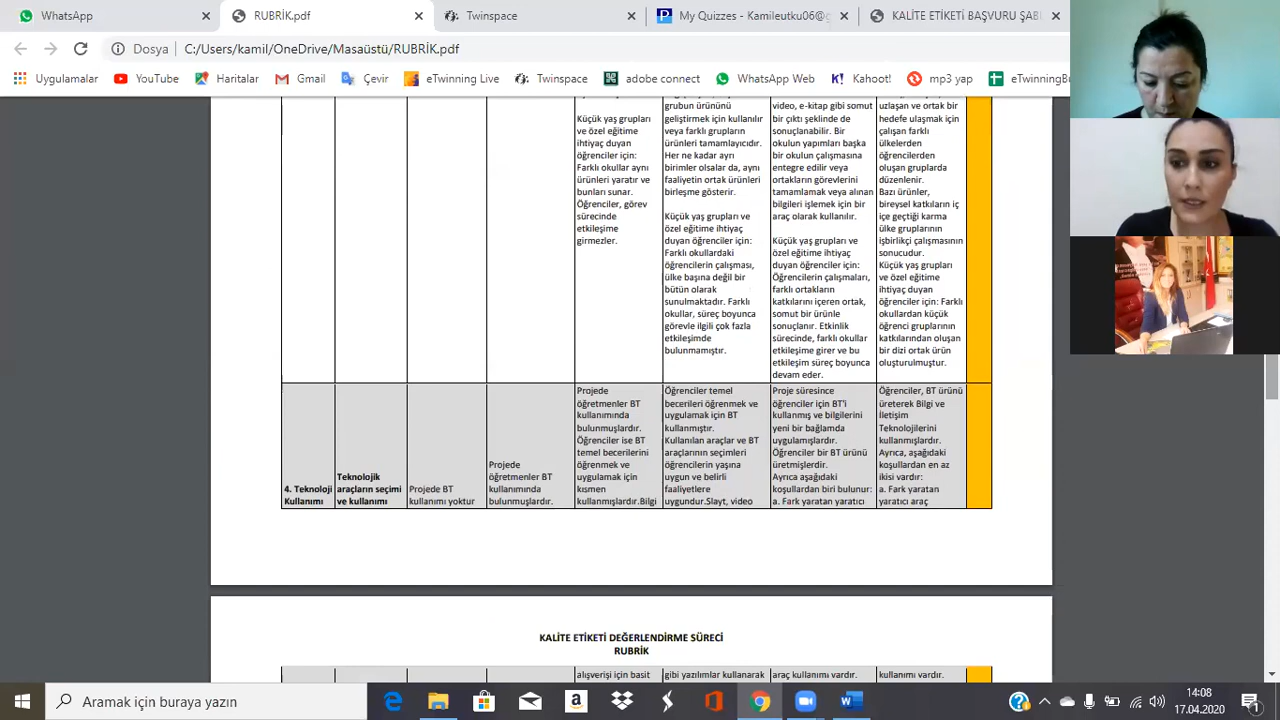 WhatsApp
RUBRİK.pdf
Twinspace
My Quizzes - Kamileutku06@g
KALİTE ETİKETİ BAŞVURU ŞABL
Dosya
C:/Users/kamil/OneDrive/Masaüstü/RUBRİK.pdf
Uygulamalar
YouTube
Haritalar
Gmail
Çevir
eTwinning Live
Twinspace
adobe connect
WhatsApp Web
Kahoot!
mp3 yap
eTwinningBu
Küçük yaş grupları
ve özel eğitime
ihtiyaç duyan
öğrenciler için:
Farklı okullar aynı
ürünleri yaratır ve
bunları sunar.
Öğrenciler, görev
sürecinde
etkileşime
girmezler.
grubun ürününü
geliştirmek için kullanılır
veya farklı grupların
ürünleri tamamlayıcıdır.
Her ne kadar ayrı
birimler olsalar da, aynı
faaliyetin ortak ürünleri
birleşme gösterir.
Küçük yaş grupları ve
özel eğitime ihtiyaç
duyan öğrenciler için:
Farklı okullardaki
öğrencilerin çalışması,
ülke başına değil bir
bütün olarak
sunulmaktadır. Farklı
okullar, süreç boyunca
görevle ilgili çok fazla
etkileşimde
bulunmamıştır.
video, e-kitap gibi somut
bir çıktı şeklinde de
sonuçlanabilir. Bir
okulun yapımları başka
bir okulun çalışmasına
entegre edilir veya
ortakların görevlerini
tamamlamak veya alınan
bilgileri işlemek için bir
araç olarak kullanılır.
Küçük yaş grupları ve
özel eğitime ihtiyaç
duyan öğrenciler için:
Öğrencilerin çalışmaları,
farklı ortakların
katkılarını içeren ortak,
somut bir ürünle
sonuçlanır. Etkinlik
sürecinde, farklı okullar
etkileşime girer ve bu
etkileşim süreç boyunca
devam eder.
uzlaşan ve ortak bir
hedefe ulaşmak için
çalışan farklı
ülkelerden
öğrencilerden
oluşan gruplarda
düzenlenir.
Bazı ürünler,
bireysel katkıların iç
içe geçtiği karma
ülke gruplarının
işbirlikçi çalışmasının
sonucudur.
Küçük yaş grupları
ve özel eğitime
ihtiyaç duyan
öğrenciler için: Farklı
okullardan küçük
öğrenci gruplarının
katkılarından oluşan
bir dizi ortak ürün
oluşturulmuştur.
4. Teknoloji
Kullanımı
Teknolojik
araçların seçimi
ve kullanımı
Projede BT
kullanımı yoktur
Projede
öğretmenler BT
kullanımında
bulunmuşlardır.
Projede
öğretmenler BT
kullanımında
bulunmuşlardır.
Öğrenciler ise BT
temel becerilerini
öğrenmek ve
uygulamak için
kısmen
kullanmışlardır.Bilgi
Öğrenciler temel
becerileri öğrenmek ve
uygulamak için BT
kullanmıştır.
Kullanılan araçlar ve BT
araçlarının seçimleri
öğrencilerin yaşına
uygun ve belirli
faaliyetlere
uygundur.Slayt, video
Proje süresince
öğrenciler için BT'i
kullanmış ve bilgilerini
yeni bir bağlamda
uygulamışlardır.
Öğrenciler bir BT ürünü
üretmişlerdir.
Ayrıca aşağıdaki
koşullardan biri bulunur:
a. Fark yaratan yaratıcı
Öğrenciler, BT ürünü
üreterek Bilgi ve
İletişim
Teknolojilerini
kullanmışlardır.
Ayrıca, aşağıdaki
koşullardan en az
ikisi vardır:
a. Fark yaratan
yaratıcı araç
KALİTE ETİKETİ DEĞERLENDİRME SÜRECİ
RUBRİK
alışverişi için basit
gibi yazılımlar kullanarak
araç kullanımı vardır.
kullanımı vardır.
Aramak için buraya yazın
14:08
17.04.2020